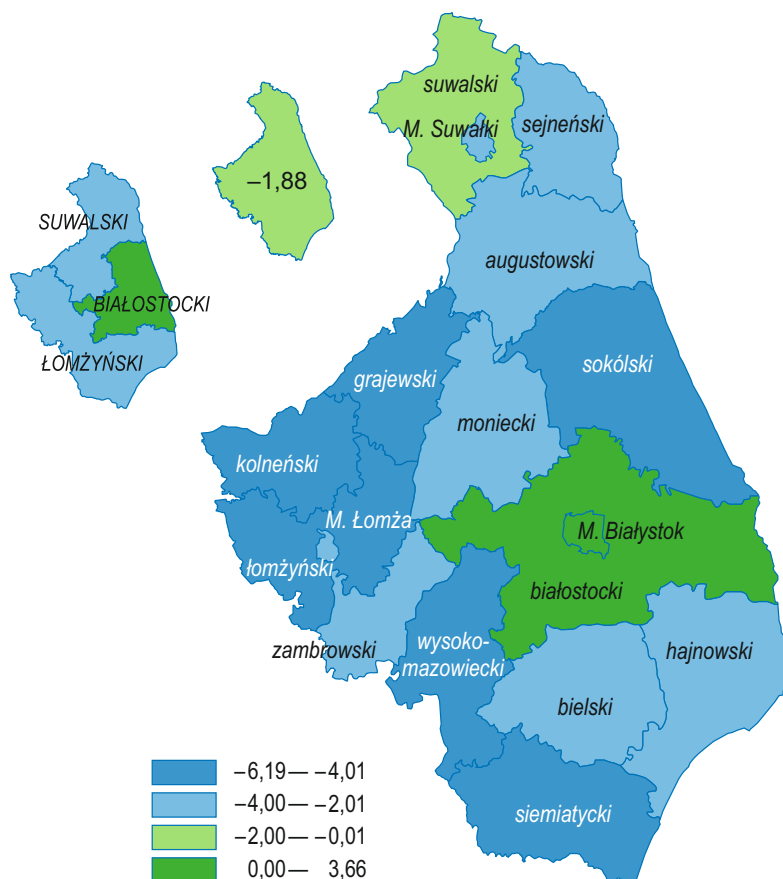 suwalski
M. Suwałki
sejneński
–1,88
SUWALSKI
augustowski
BIAŁOSTOCKI
ŁOMŻYŃSKI
grajewski
sokólski
moniecki
kolneński
M. Łomża
M. Białystok
łomżyński
białostocki
zambrowski
wysoko-
mazowiecki
hajnowski
bielski
siemiatycki
–6,19 — –4,01
–4,00 — –2,01
–2,00 — –0,01
0,00 — 3,66